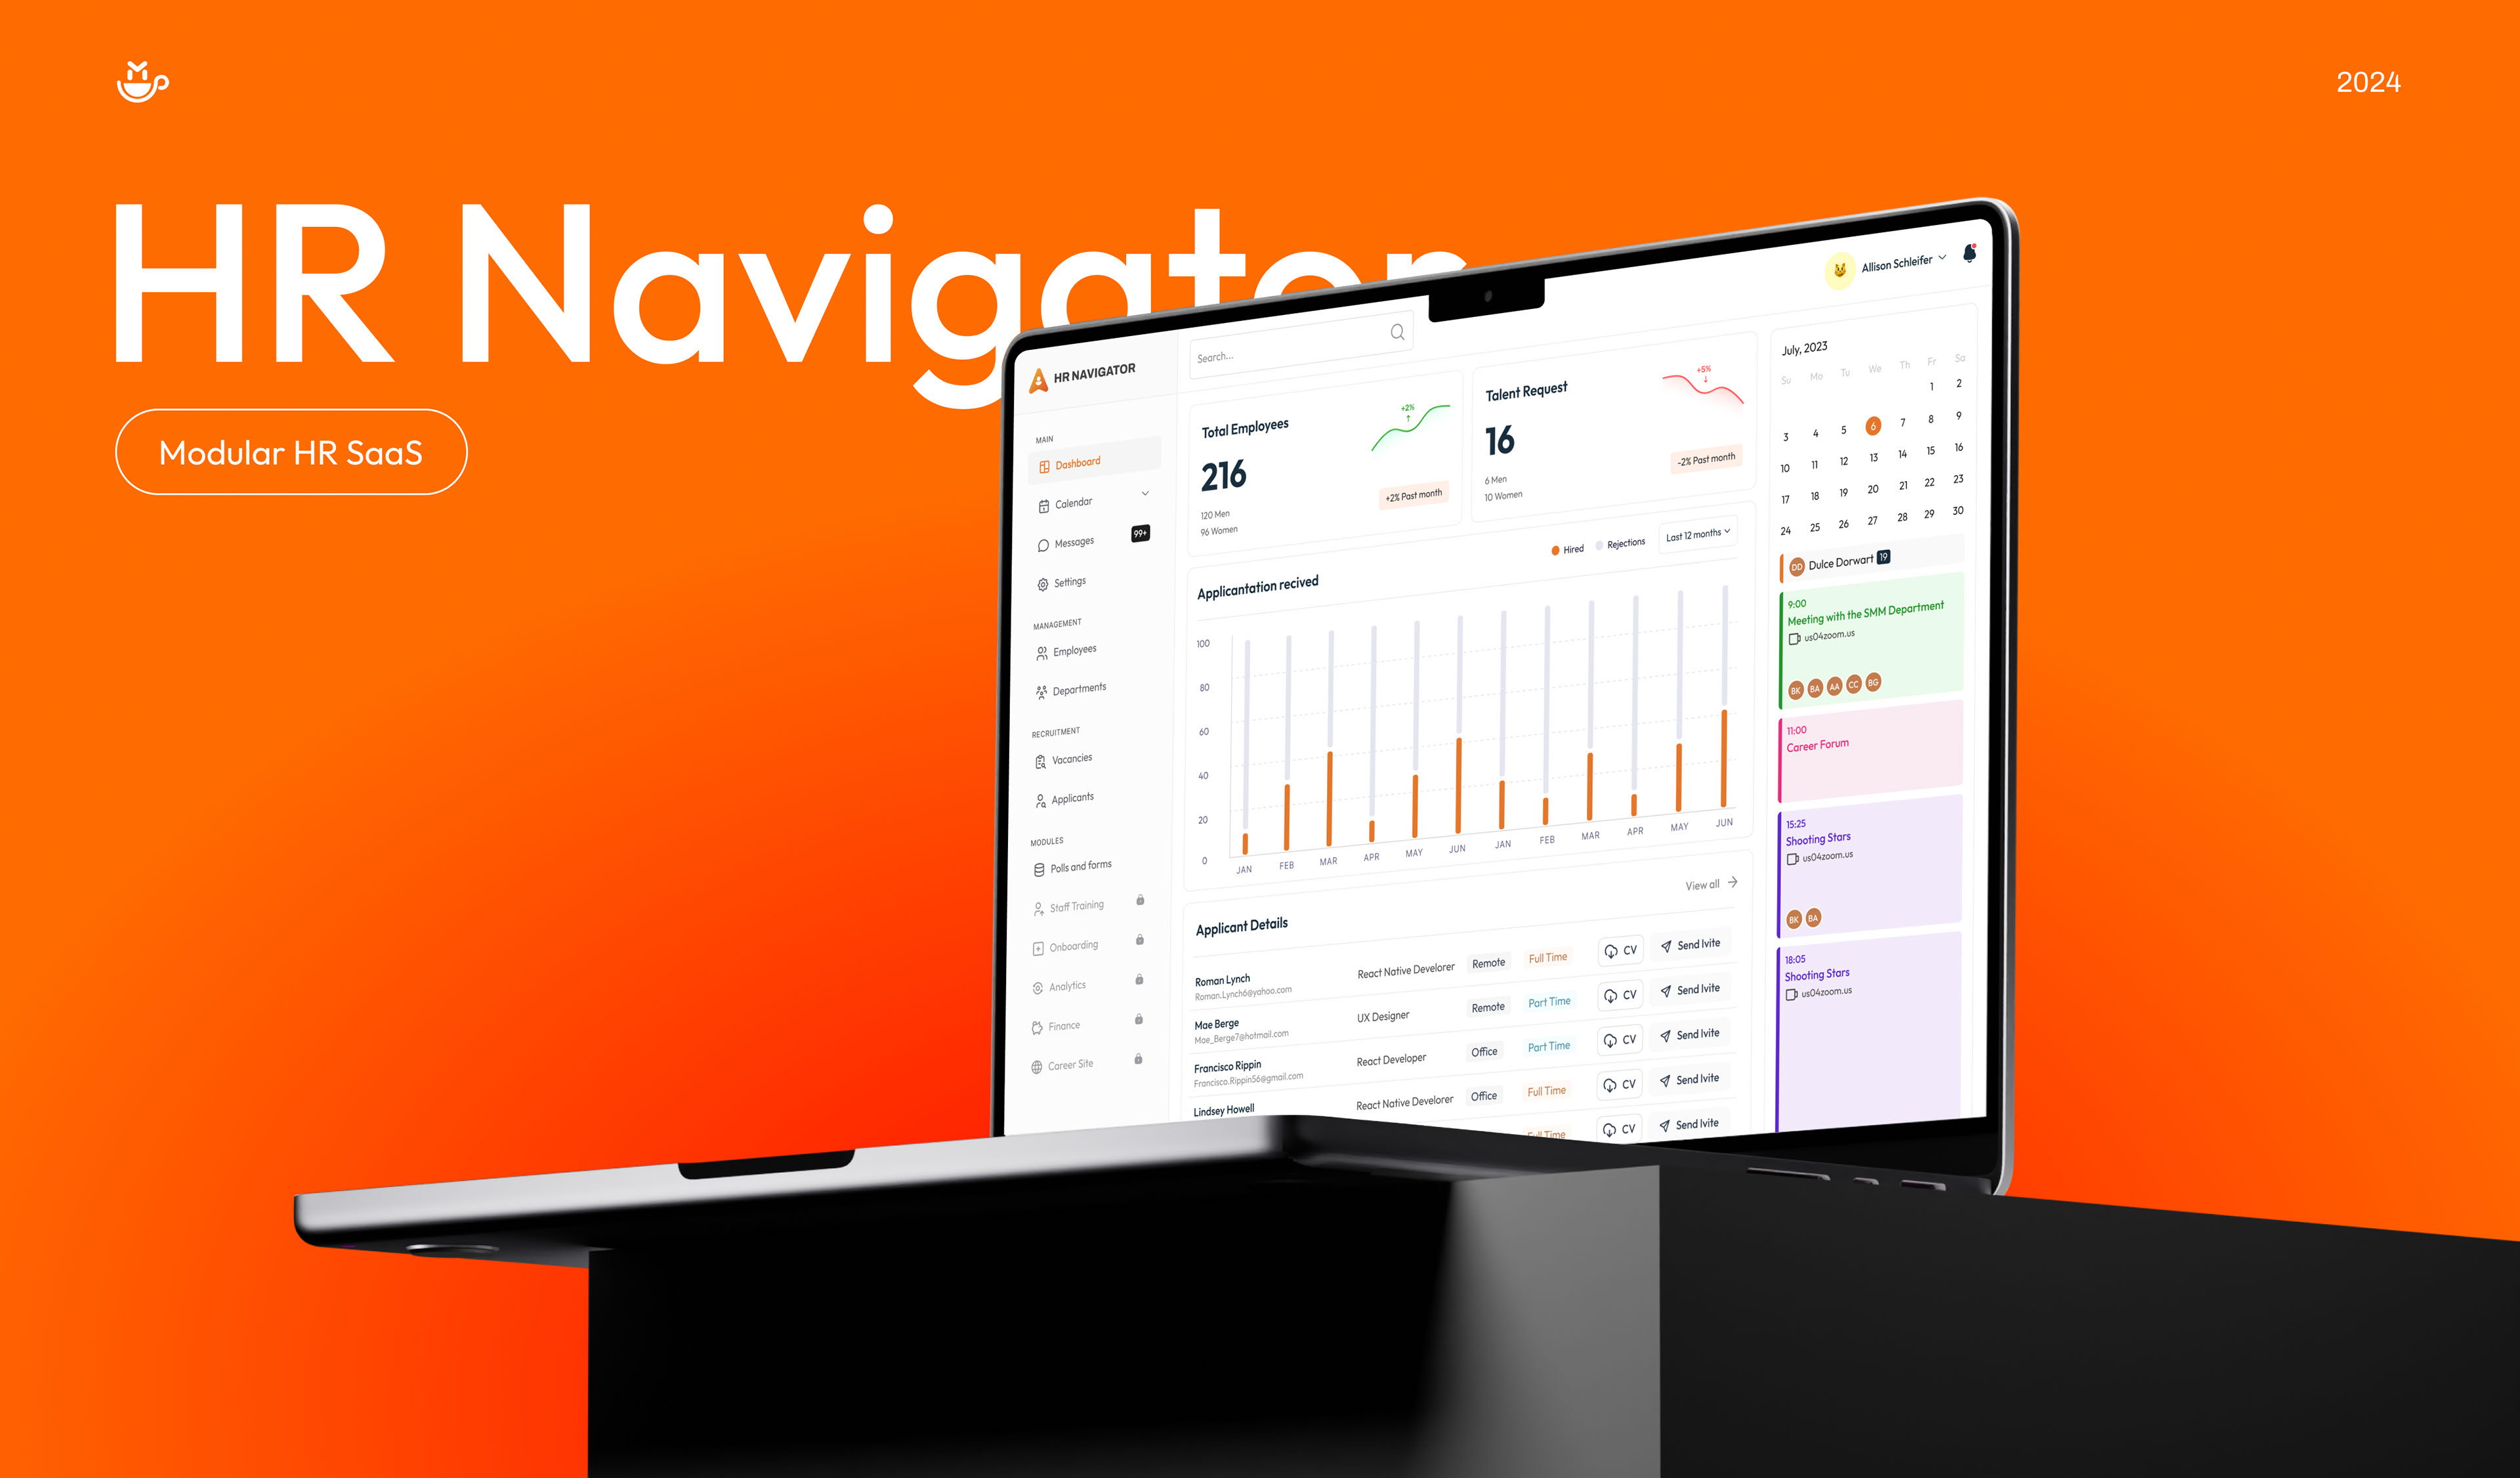 2024
HR Navigator
Modular HR SaaS
HR NAVIGATOR
MAIN
Dashboard
Calendar
Messages 99+
Settings
MANAGEMENT
Employees
Departments
RECRUITMENT
Vacancies
Applicants
MODULES
Polls and forms
Staff Training
Onboarding
Analytics
Finance
Career Site
Search...
Allison Schleifer
Total Employees
216
120 Men
96 Women
+2%
+2% Past month
Talent Request
16
6 Men
10 Women
+5%
-2% Past month
Applicantation recived
Hired Rejections Last 12 months
100
80
60
40
20
0
JAN FEB MAR APR MAY JUN JAN FEB MAR APR MAY JUN
Applicant Details
View all
Roman Lynch
Roman.Lynch6@yahoo.com
React Native Develorer Remote Full Time CV Send Ivite
Mae Berge
Mae_Berge7@hotmail.com
UX Designer Remote Part Time CV Send Ivite
Francisco Rippin
Francisco.Rippin56@gmail.com
React Developer Office Part Time CV Send Ivite
Lindsey Howell
React Native Develorer Office Full Time CV Send Ivite
Full Time CV Send Ivite
July, 2023
Su Mo Tu We Th Fr Sa
1 2
3 4 5 6 7 8 9
10 11 12 13 14 15 16
17 18 19 20 21 22 23
24 25 26 27 28 29 30
DD Dulce Dorwart 19
9:00
Meeting with the SMM Department
us04zoom.us
BK BA AA CC BG
11:00
Career Forum
15:25
Shooting Stars
us04zoom.us
BK BA
18:05
Shooting Stars
us04zoom.us